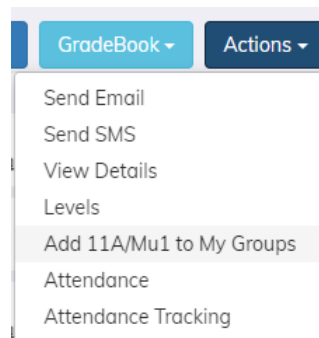 GradeBook Actions
Send Email
Send SMS
View Details
Levels
Add 11A/Mu1 to My Groups
Attendance
Attendance Tracking